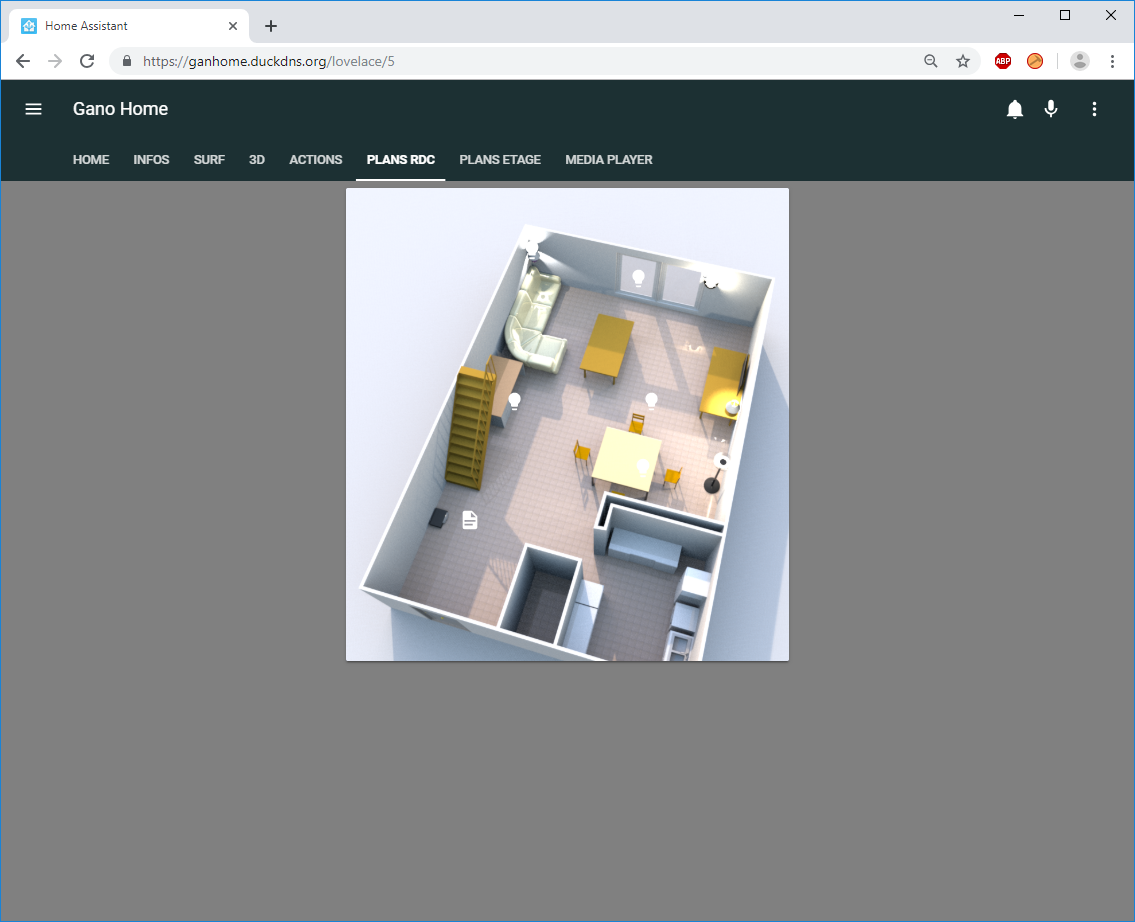 Home Assistant
https://ganhome.duckdns.org/lovelace/5
ABP
Gano Home
HOME INFOS SURF 3D ACTIONS PLANS RDC PLANS ETAGE MEDIA PLAYER